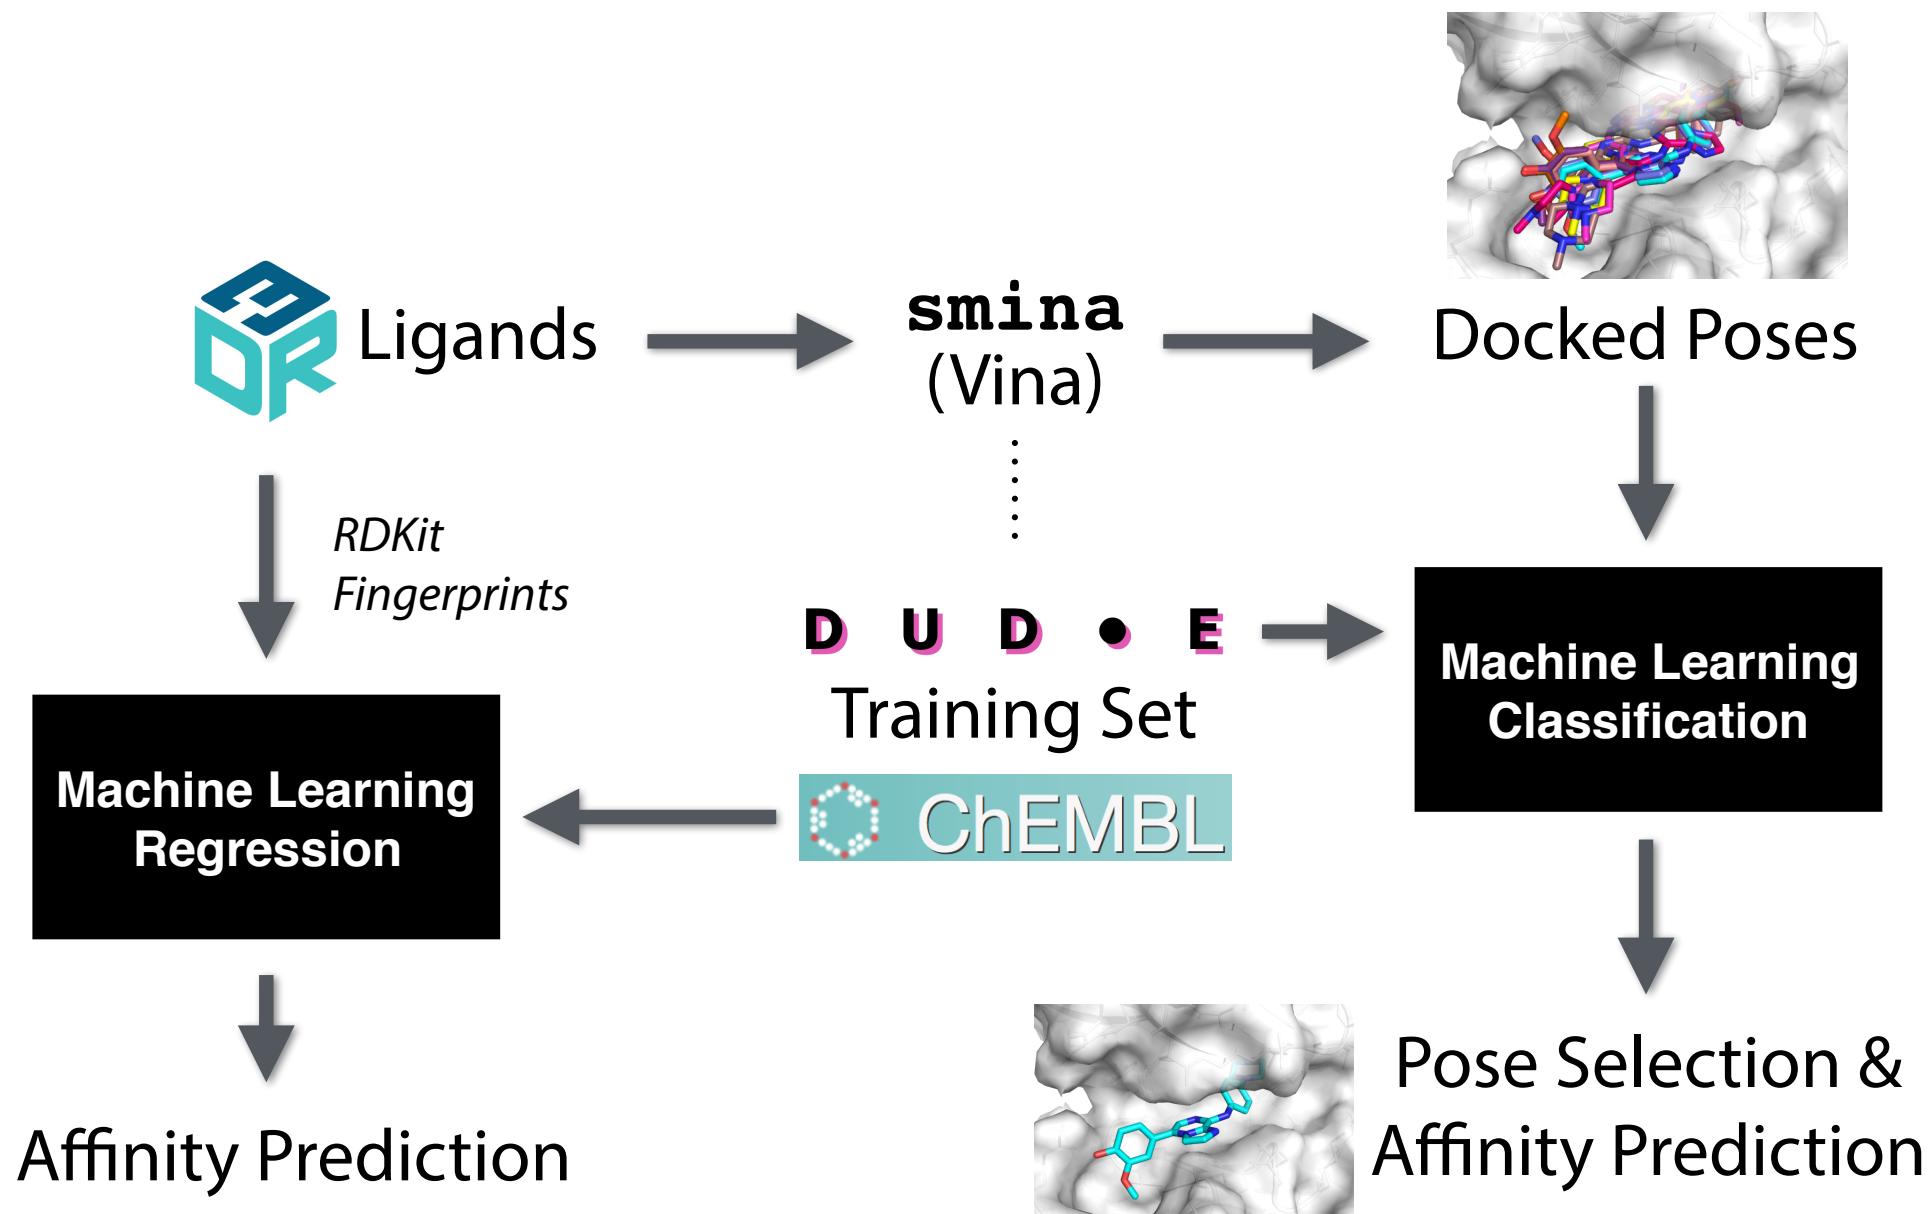 D3R
Ligands
smina
(Vina)
Docked Poses
RDKit
Fingerprints
D U D • E
Training Set
ChEMBL
Machine Learning
Classification
Machine Learning
Regression
Pose Selection &
Affinity Prediction
Affinity Prediction